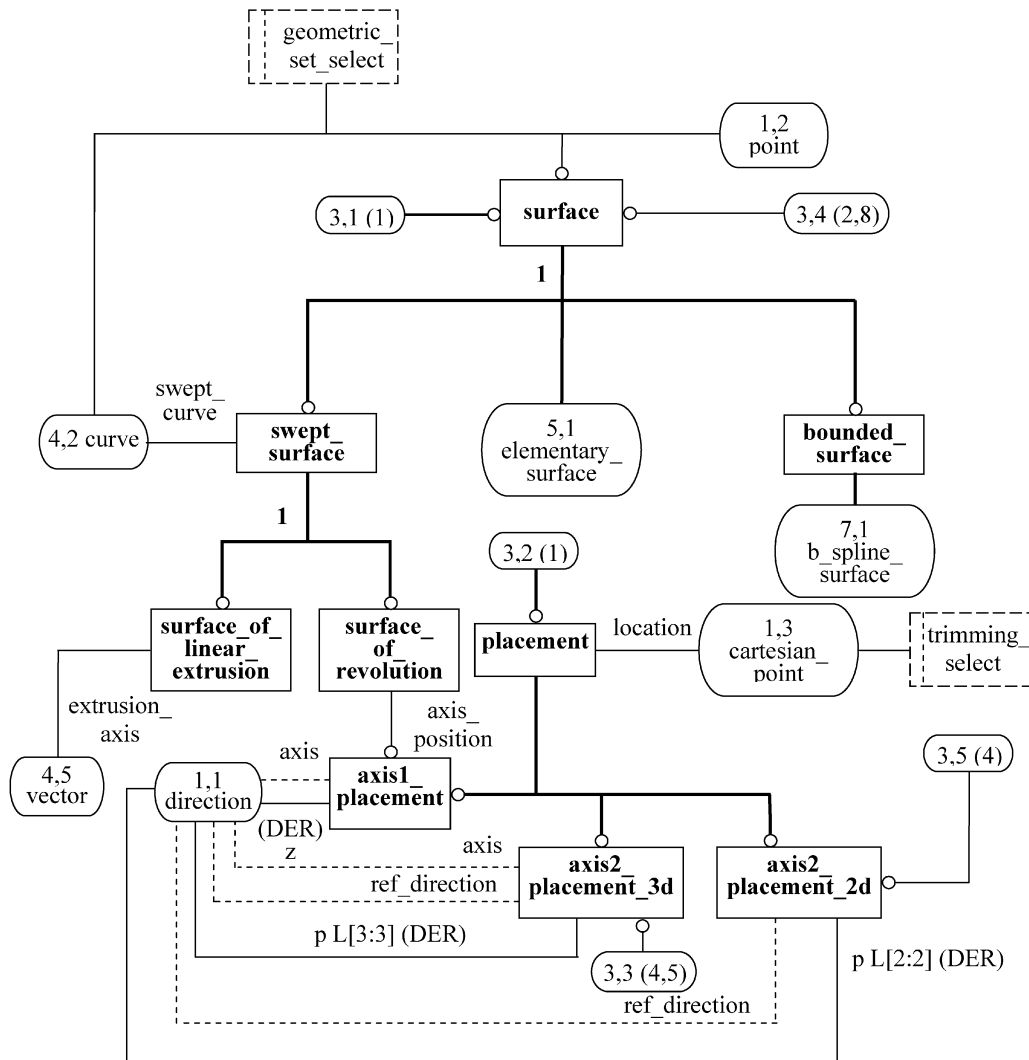 geometric_
set_select
1,2
point
3,1 (1)
surface
3,4 (2,8)
1
swept_
curve
4,2 curve
swept_
surface
5,1
elementary_
surface
bounded_
surface
1
3,2 (1)
7,1
b_spline_
surface
surface_of_
linear_
extrusion
surface_
of_
revolution
placement
location
1,3
cartesian_
point
trimming_
select
extrusion_
axis
axis_
position
axis
4,5
vector
1,1
direction
axis1_
placement
3,5 (4)
(DER)
z
axis
ref_direction
axis2_
placement_3d
axis2_
placement_2d
p L[3:3] (DER)
3,3 (4,5)
p L[2:2] (DER)
ref_direction